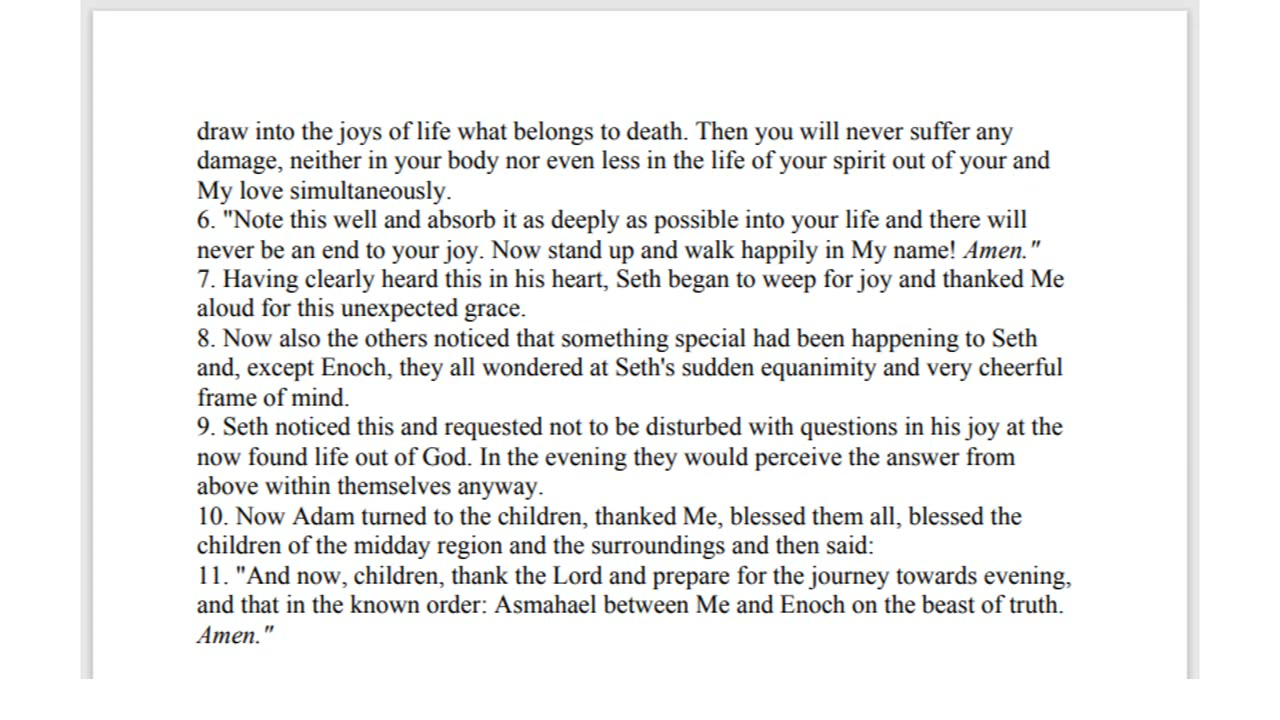 draw into the joys of life what belongs to death. Then you will never suffer any
damage, neither in your body nor even less in the life of your spirit out of your and
My love simultaneously.
6. "Note this well and absorb it as deeply as possible into your life and there will
never be an end to your joy. Now stand up and walk happily in My name! Amen."
7. Having clearly heard this in his heart, Seth began to weep for joy and thanked Me
aloud for this unexpected grace.
8. Now also the others noticed that something special had been happening to Seth
and, except Enoch, they all wondered at Seth's sudden equanimity and very cheerful
frame of mind.
9. Seth noticed this and requested not to be disturbed with questions in his joy at the
now found life out of God. In the evening they would perceive the answer from
above within themselves anyway.
10. Now Adam turned to the children, thanked Me, blessed them all, blessed the
children of the midday region and the surroundings and then said:
11. "And now, children, thank the Lord and prepare for the journey towards evening,
and that in the known order: Asmahael between Me and Enoch on the beast of truth.
Amen."